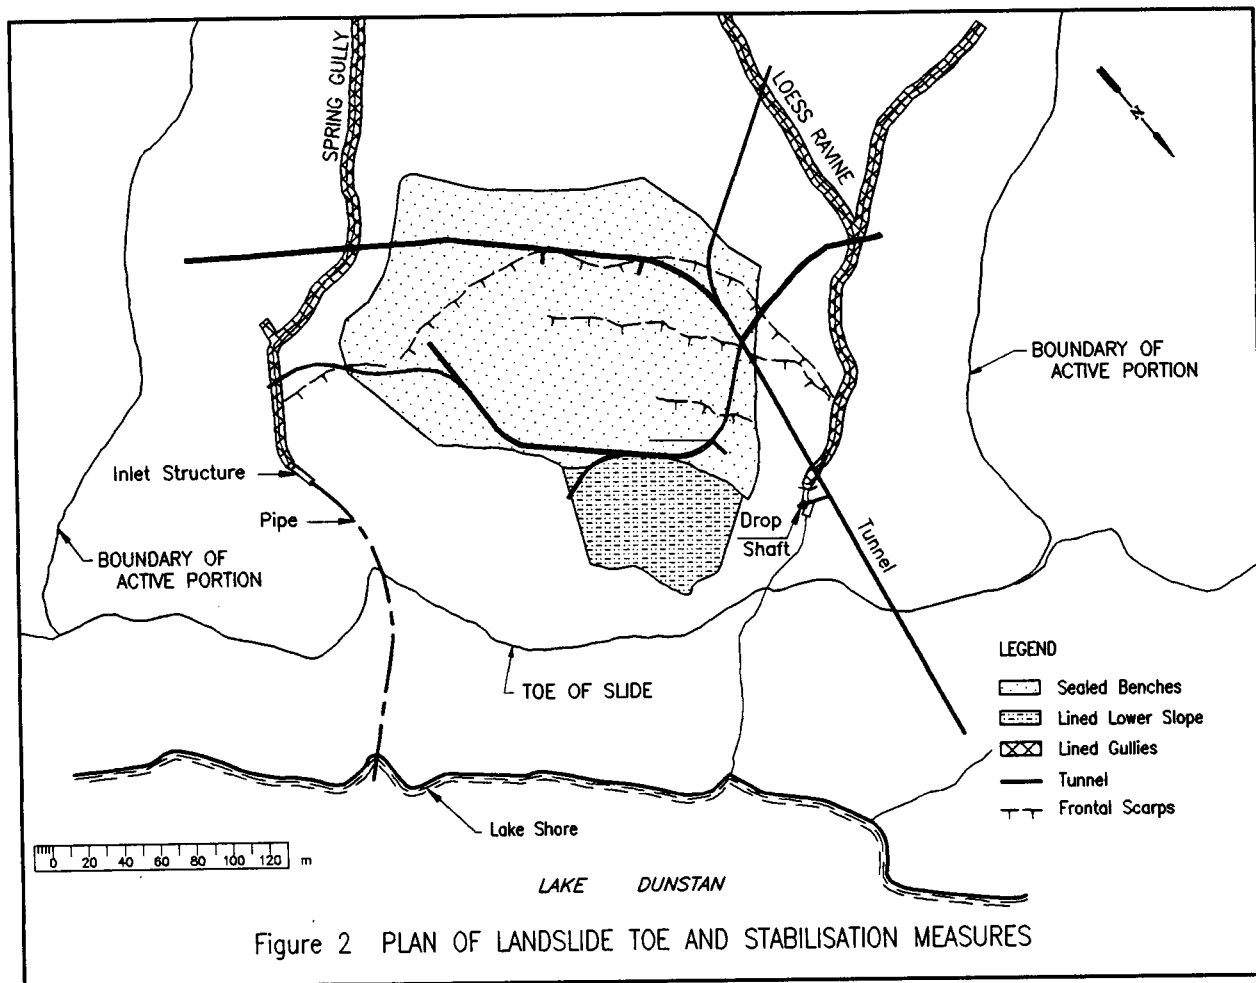 SPRING GULLY
LOESS RAVINE
N
BOUNDARY OF
ACTIVE PORTION
Inlet Structure
Pipe
Drop
Shaft
Tunnel
BOUNDARY OF
ACTIVE PORTION
TOE OF SLIDE
LEGEND
Sealed Benches
Lined Lower Slope
Lined Gullies
Tunnel
Frontal Scarps
Lake Shore
0 20 40 60 80 100 120 m
LAKE DUNSTAN
Figure 2 PLAN OF LANDSLIDE TOE AND STABILISATION MEASURES